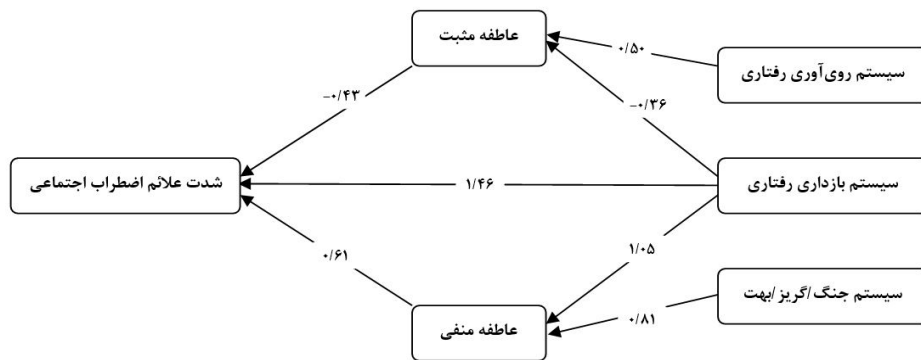 عاطفه مثبت
۰/۵۰
سیستم روی‌آوری رفتاری
−۰/۴۳
−۰/۳۶
شدت علائم اضطراب اجتماعی
۱/۴۶
سیستم بازداری رفتاری
۰/۶۱
۱/۰۵
سیستم جنگ/گریز/بهت
عاطفه منفی
۰/۸۱